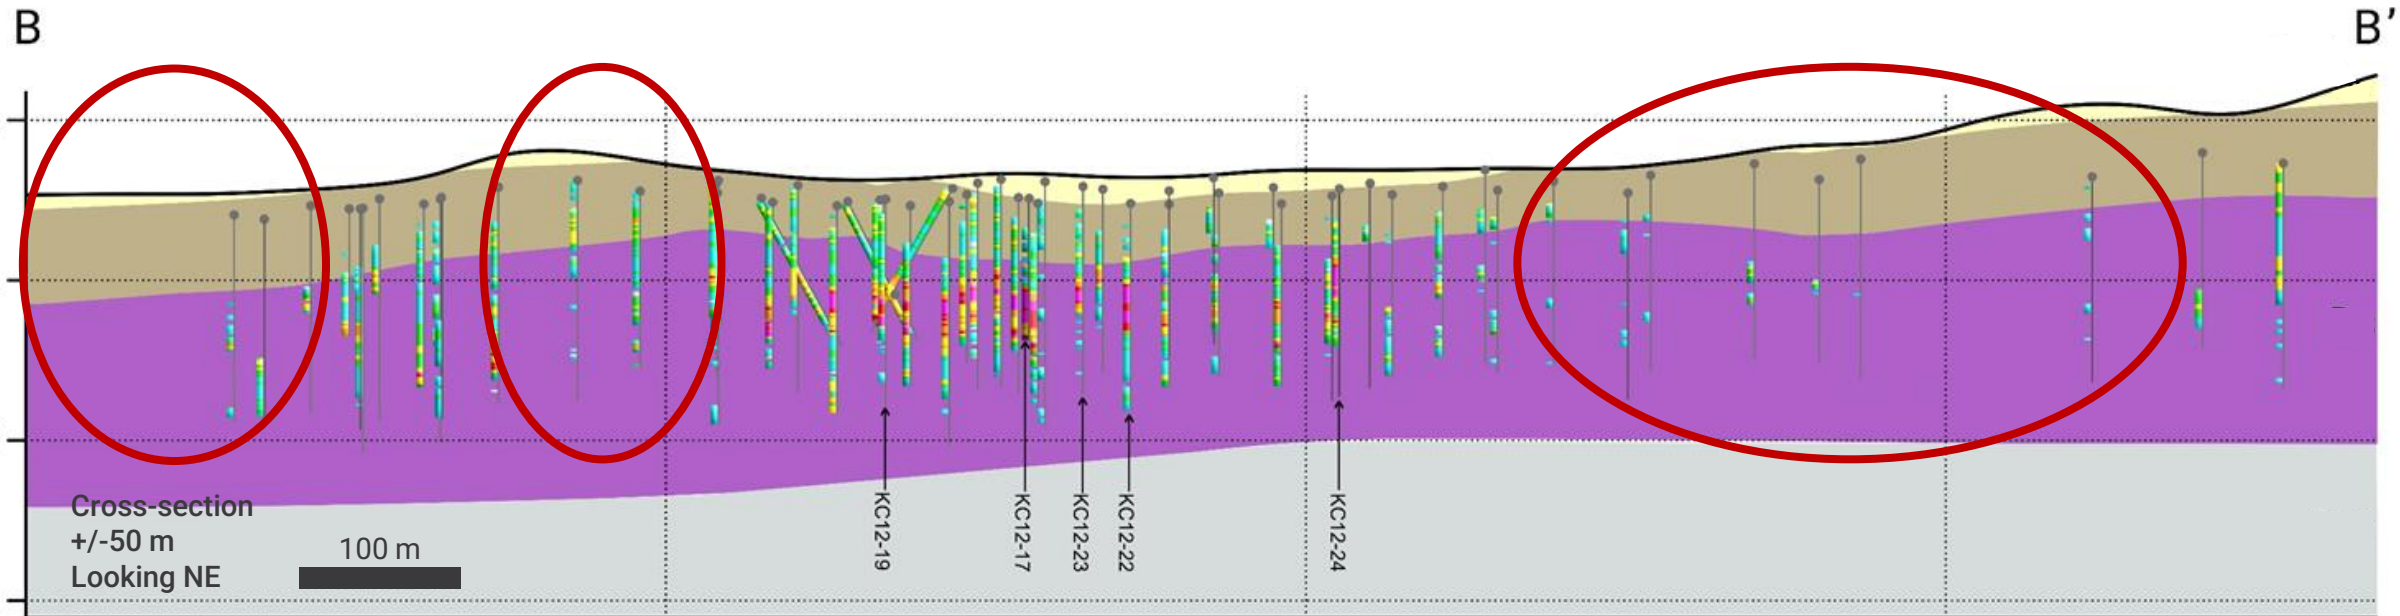 B
B’
KC12-19
KC12-17
KC12-23
KC12-22
KC12-24
Cross-section
+/-50 m
Looking NE
100 m